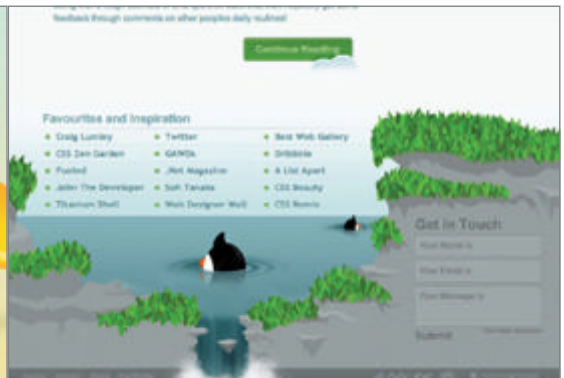 feedback through comments on other peoples daily routines!
Continue Reading
Favourites and Inspiration
Craig Lumley
Twitter
Best Web Gallery
CSS Zen Garden
GAWDS
Dribbble
.Net Magazine
A List Apart
John The Developer
Soh Tanaka
CSS Beauty
Titanium Shell
Web Designer Wall
CSS Remix
Get in Touch
Your Name is
Your Email is
Your Message is
Submit